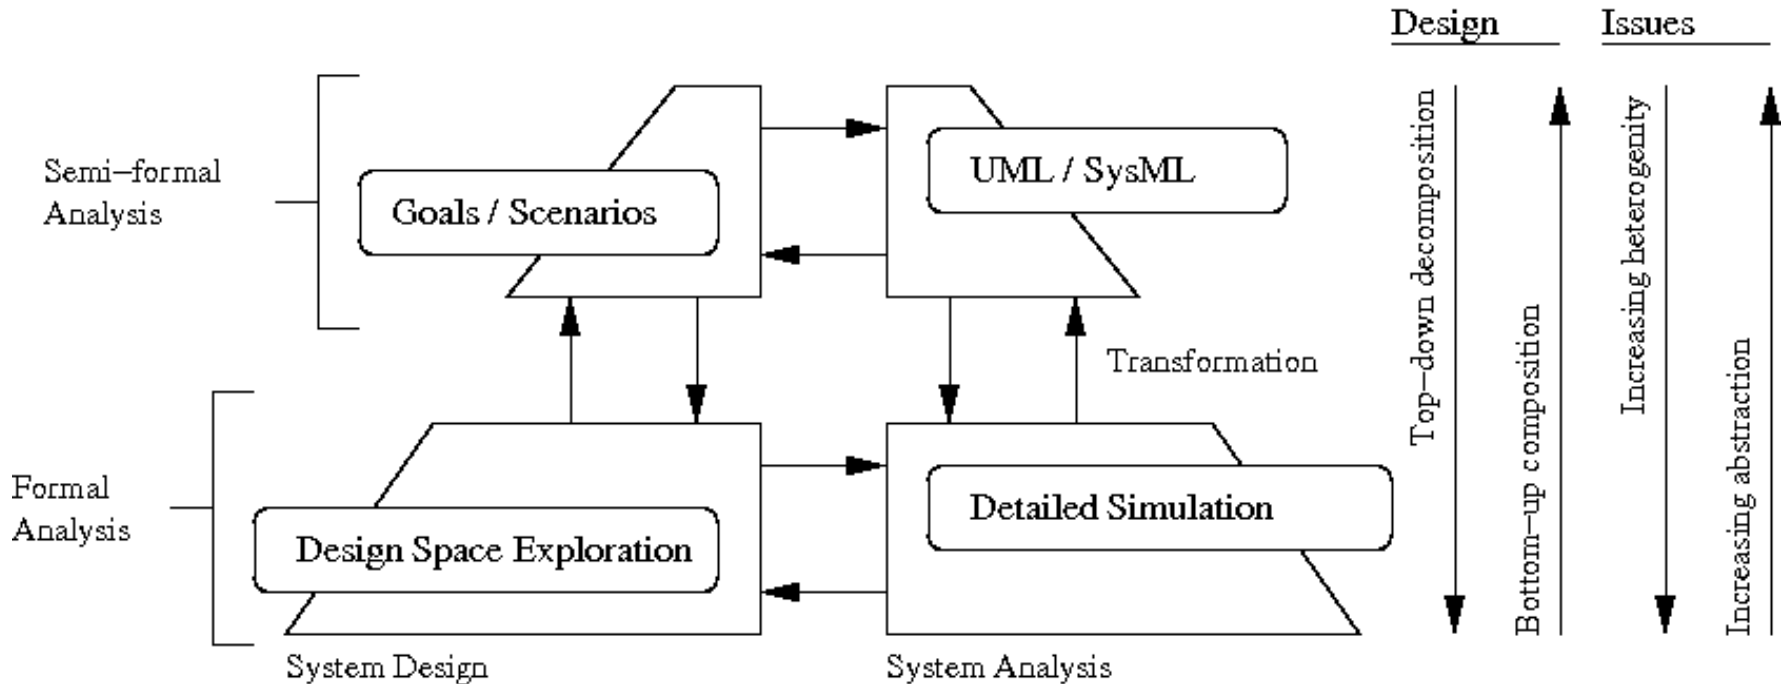 Design
Issues
Semi–formal
Analysis
Goals / Scenarios
UML / SysML
Transformation
Formal
Analysis
Design Space Exploration
Detailed Simulation
System Design
System Analysis
Top–down decomposition
Bottom–up composition
Increasing heterogenity
Increasing abstraction